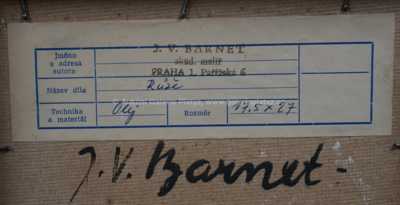 Jméno
a adresa
autora
J. V. BARNET
akad. malíř
PRAHA 1, Pařížská 6
Název díla
Růže
Technika
a materiál
Olej
Rozměr
17.5 x 27
J.V. Barnet-